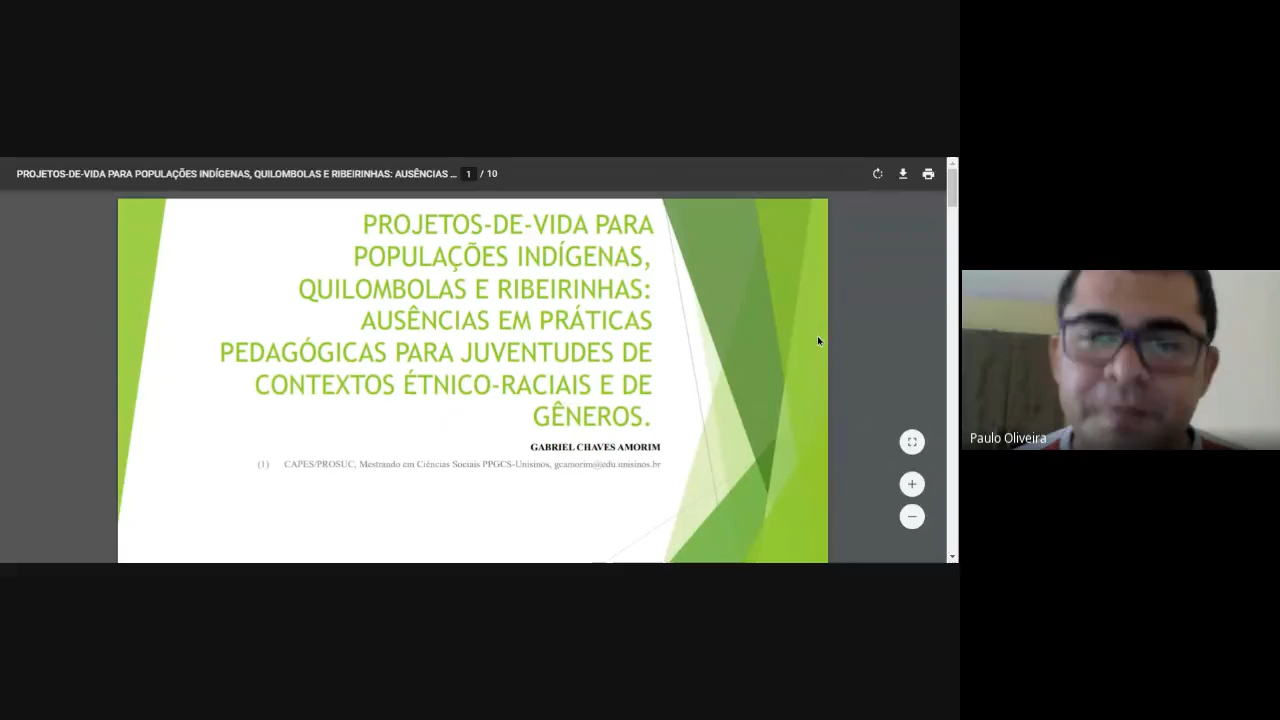 PROJETOS-DE-VIDA PARA POPULAÇÕES INDÍGENAS, QUILOMBOLAS E RIBEIRINHAS: AUSÊNCIAS ... 1 / 10
PROJETOS-DE-VIDA PARA
POPULAÇÕES INDÍGENAS,
QUILOMBOLAS E RIBEIRINHAS:
AUSÊNCIAS EM PRÁTICAS
PEDAGÓGICAS PARA JUVENTUDES DE
CONTEXTOS ÉTNICO-RACIAIS E DE
GÊNEROS.
GABRIEL CHAVES AMORIM
(1) CAPES/PROSUC, Mestrando em Ciências Sociais PPGCS-Unisinos, gcamorim@edu.unisinos.br
Paulo Oliveira